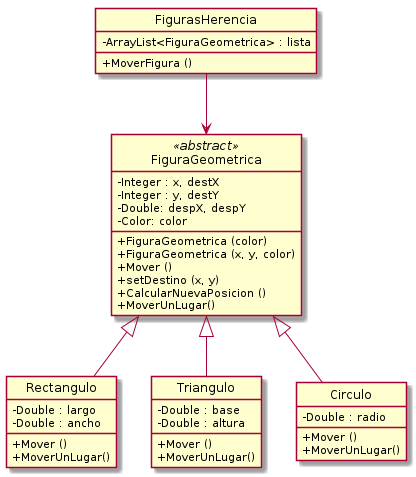 FigurasHerencia
-ArrayList<FiguraGeometrica> : lista
+MoverFigura ()
«abstract»
FiguraGeometrica
-Integer : x, destX
-Integer : y, destY
-Double: despX, despY
-Color: color
+FiguraGeometrica (color)
+FiguraGeometrica (x, y, color)
+Mover ()
+setDestino (x, y)
+CalcularNuevaPosicion ()
+MoverUnLugar()
Rectangulo
-Double : largo
-Double : ancho
+Mover ()
+MoverUnLugar()
Triangulo
-Double : base
-Double : altura
+Mover ()
+MoverUnLugar()
Circulo
-Double : radio
+Mover ()
+MoverUnLugar()